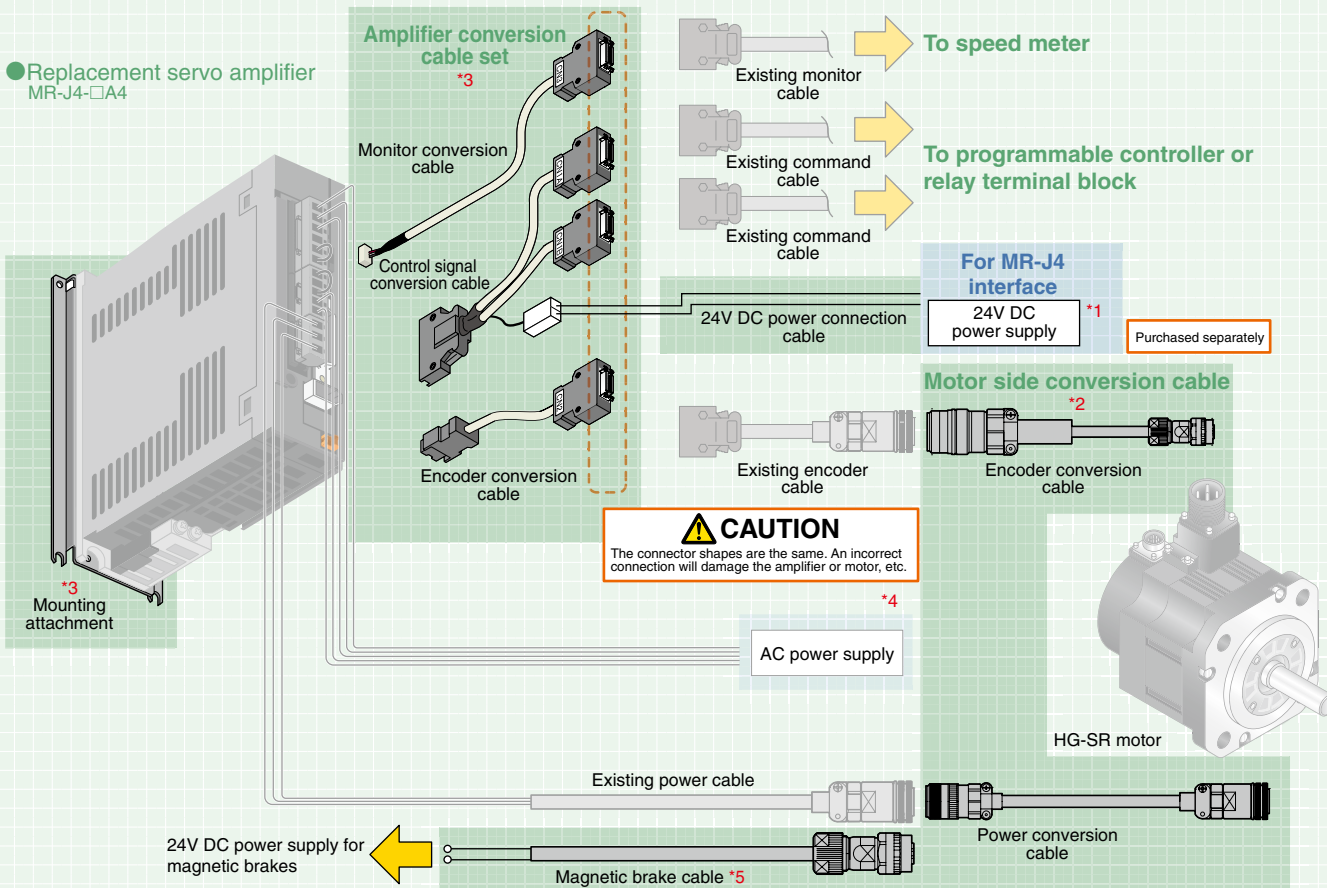 ●Replacement servo amplifier
MR-J4-□A4
Amplifier conversion
cable set
*3
Monitor conversion
cable
Control signal
conversion cable
Encoder conversion
cable
CN3
CN1A
CN1B
CN2
Existing monitor
cable
To speed meter
Existing command
cable
To programmable controller or
relay terminal block
Existing command
cable
For MR-J4
interface
24V DC
power supply
*1
Purchased separately
24V DC power connection
cable
Motor side conversion cable
*2
Existing encoder
cable
Encoder conversion
cable
CAUTION
The connector shapes are the same. An incorrect
connection will damage the amplifier or motor, etc.
*4
*3
Mounting
attachment
AC power supply
HG-SR motor
Existing power cable
Power conversion
cable
24V DC power supply for
magnetic brakes
Magnetic brake cable *5